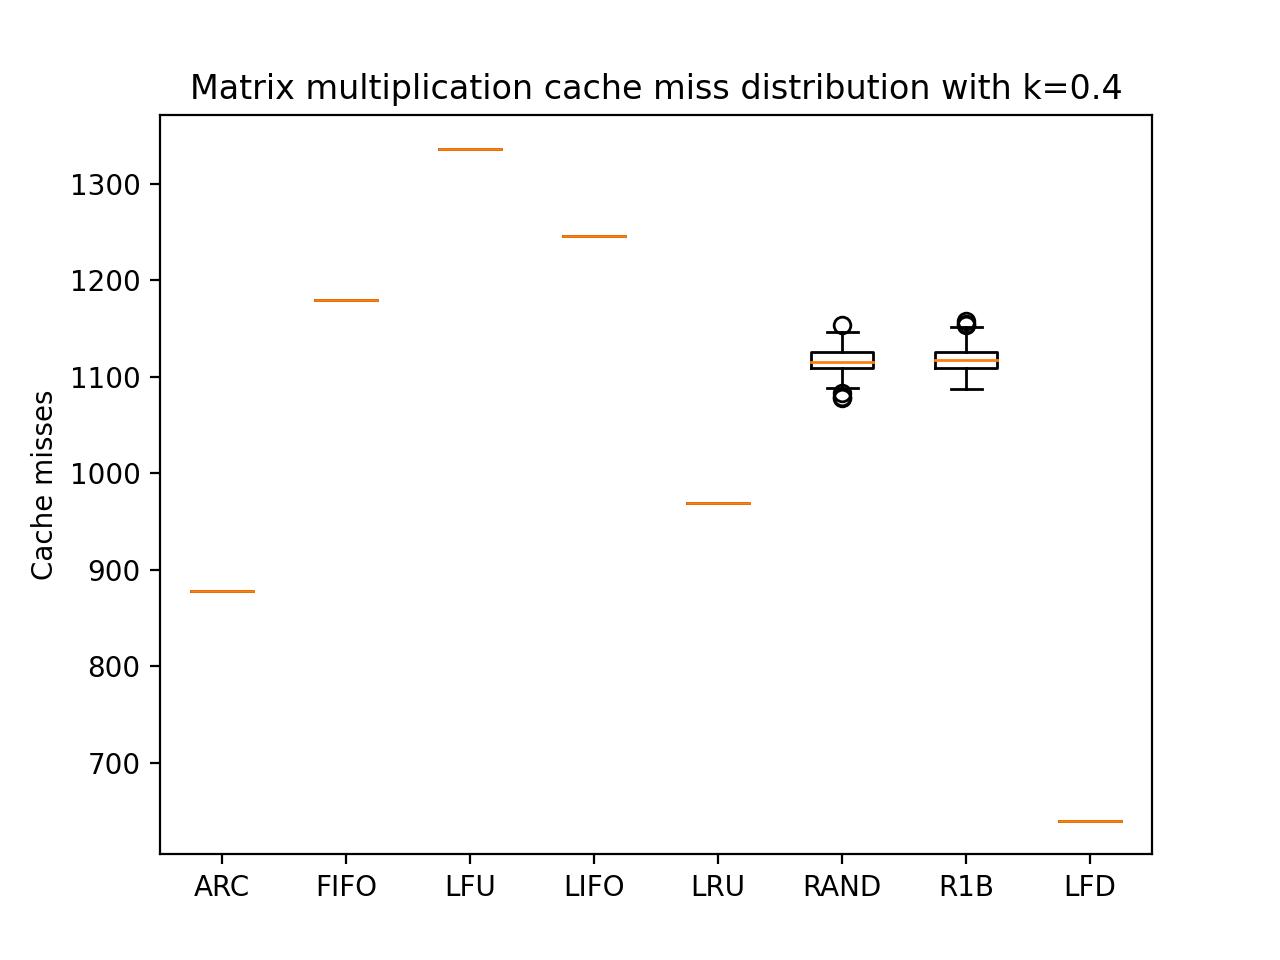 Matrix multiplication cache miss distribution with k=0.4
1300
1200
1100
1000
900
800
700
Cache misses
ARC FIFO LFU LIFO LRU RAND R1B LFD